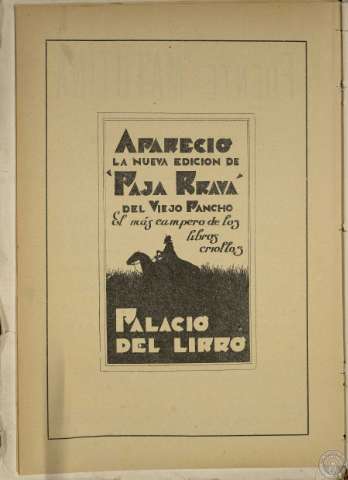 APARECIO
LA NUEVA EDICION DE
"PAJA BRAVA"
DEL VIEJO PANCHO
El más campero de los
libros
criollos
PALACIO
DEL LIBRO